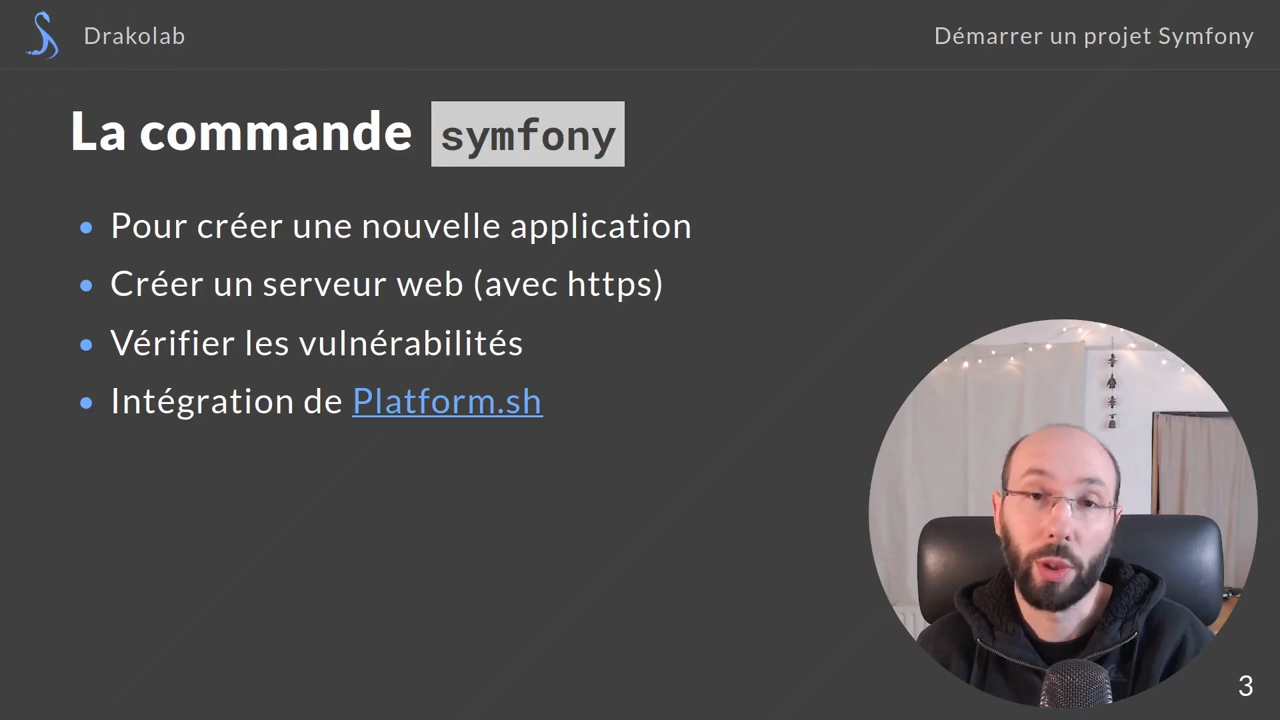 Drakolab
Démarrer un projet Symfony
La commande symfony
Pour créer une nouvelle application
Créer un serveur web (avec https)
Vérifier les vulnérabilités
Intégration de Platform.sh
3